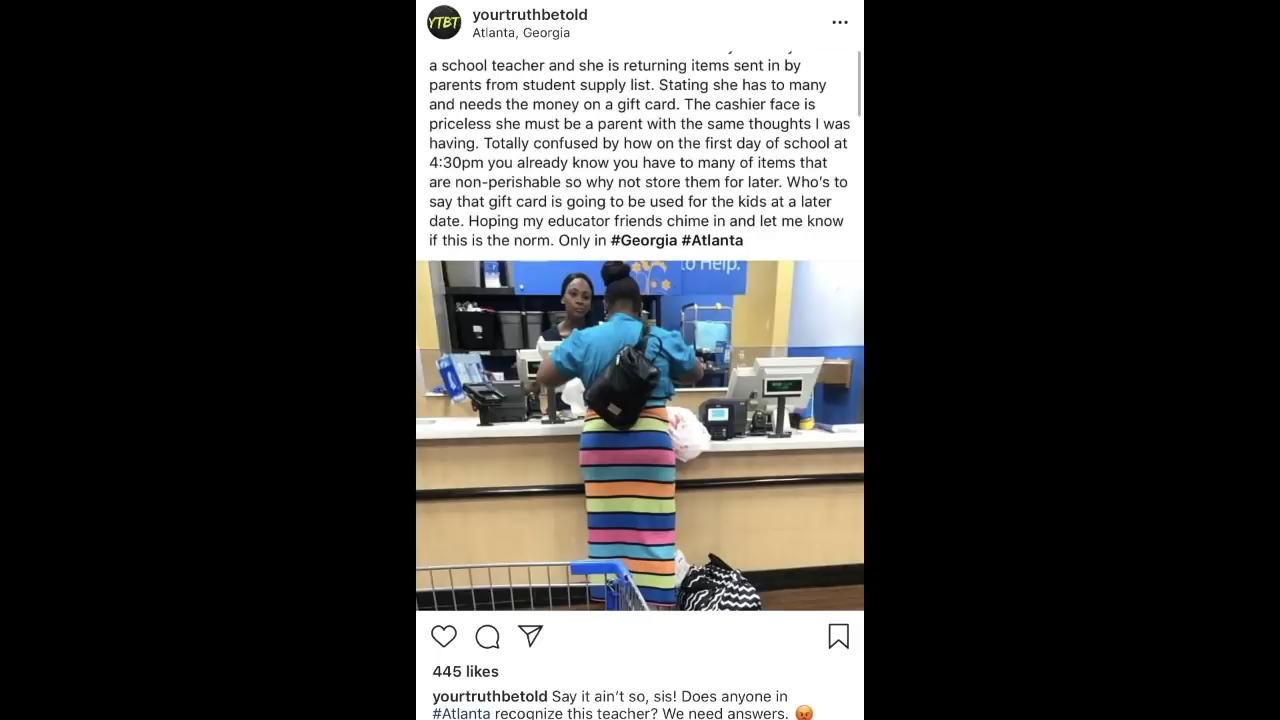 YTBT
yourtruthbetold
Atlanta, Georgia
a school teacher and she is returning items sent in by
parents from student supply list. Stating she has to many
and needs the money on a gift card. The cashier face is
priceless she must be a parent with the same thoughts I was
having. Totally confused by how on the first day of school at
4:30pm you already know you have to many of items that
are non-perishable so why not store them for later. Who's to
say that gift card is going to be used for the kids at a later
date. Hoping my educator friends chime in and let me know
if this is the norm. Only in #Georgia #Atlanta
to Help.
445 likes
yourtruthbetold Say it ain't so, sis! Does anyone in
#Atlanta recognize this teacher? We need answers. 😡